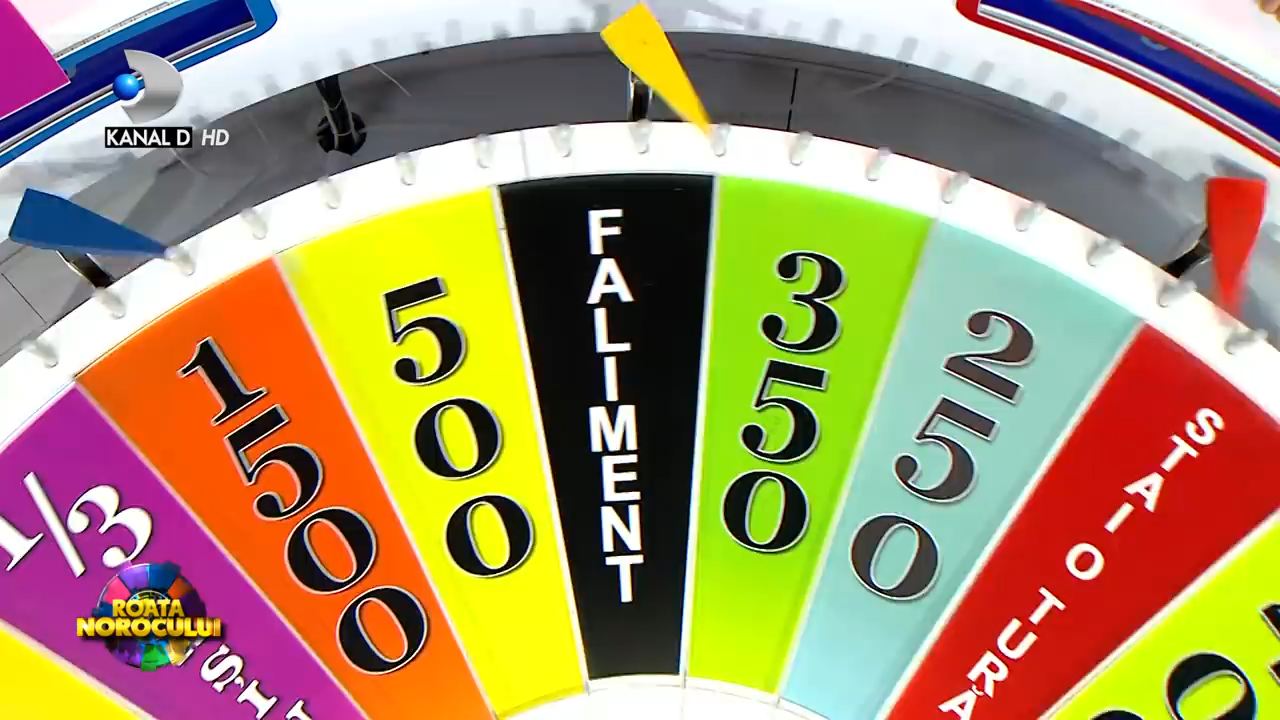 KANAL D HD
1/3
1500
500
FALIMENT
350
250
STAI O TURĂ
ROATA
NOROCULUI